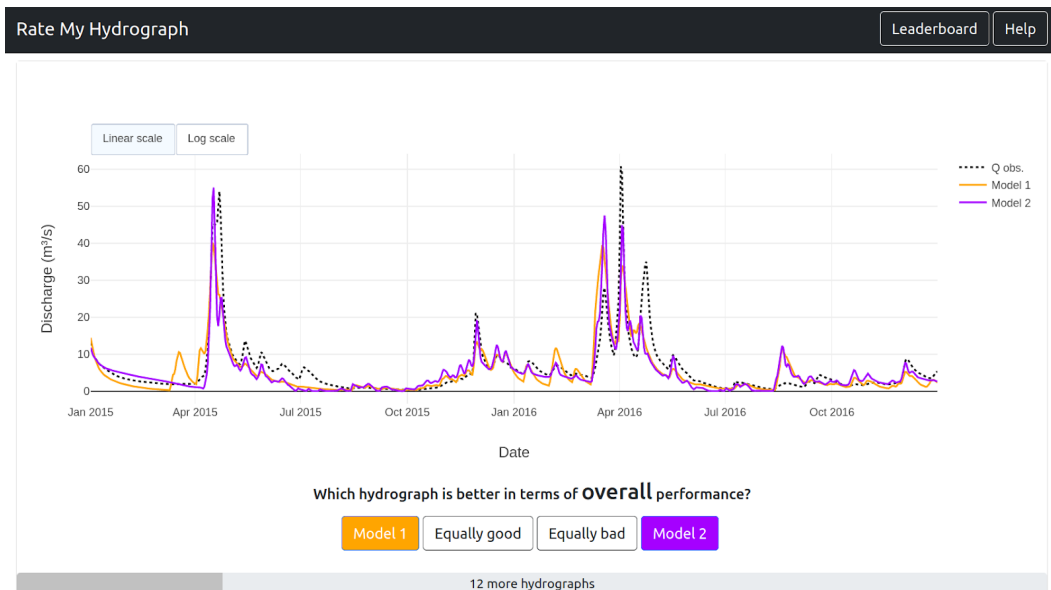 Rate My Hydrograph
Leaderboard
Help
Linear scale
Log scale
Q obs.
Model 1
Model 2
60
50
40
30
20
10
0
Discharge (m³/s)
Jan 2015
Apr 2015
Jul 2015
Oct 2015
Jan 2016
Apr 2016
Jul 2016
Oct 2016
Date
Which hydrograph is better in terms of overall performance?
Model 1
Equally good
Equally bad
Model 2
12 more hydrographs